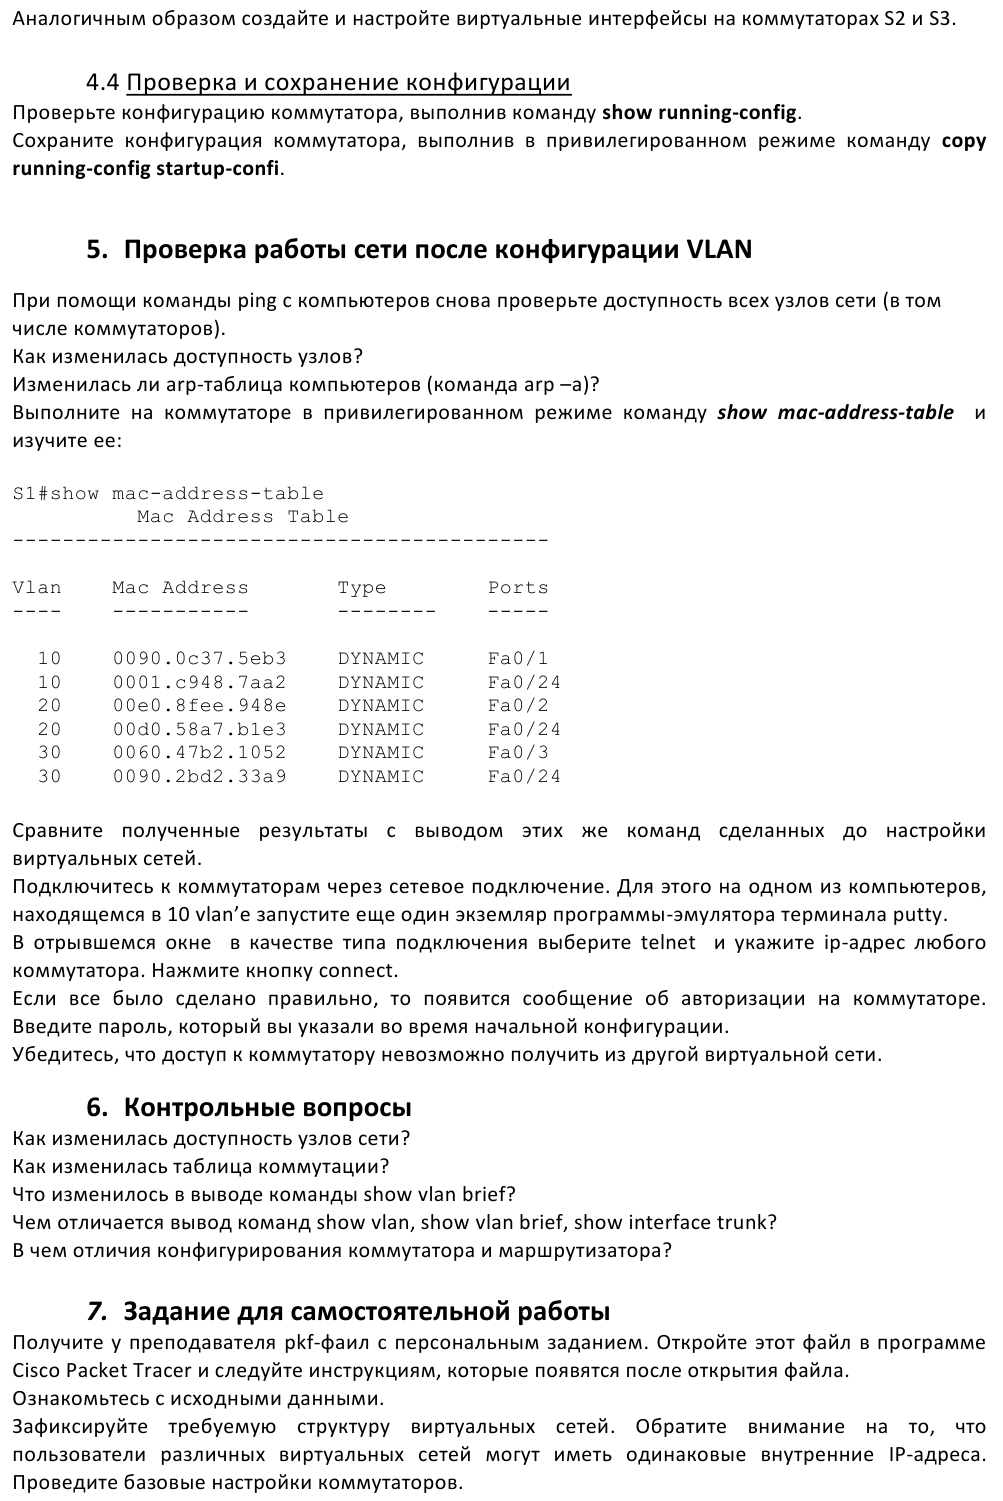 Аналогичным образом создайте и настройте виртуальные интерфейсы на коммутаторах S2 и S3.
4.4 Проверка и сохранение конфигурации
Проверьте конфигурацию коммутатора, выполнив команду show running-config.
Сохраните конфигурация коммутатора, выполнив в привилегированном режиме команду copy
running-config startup-confi.
5. Проверка работы сети после конфигурации VLAN
При помощи команды ping с компьютеров снова проверьте доступность всех узлов сети (в том
числе коммутаторов).
Как изменилась доступность узлов?
Изменилась ли arp-таблица компьютеров (команда arp –a)?
Выполните на коммутаторе в привилегированном режиме команду show mac-address-table и
изучите ее:
S1#show mac-address-table
Mac Address Table
-------------------------------------------
Vlan Mac Address Type Ports
---- ----------- -------- -----
10 0090.0c37.5eb3 DYNAMIC Fa0/1
10 0001.c948.7aa2 DYNAMIC Fa0/24
20 00e0.8fee.948e DYNAMIC Fa0/2
20 00d0.58a7.b1e3 DYNAMIC Fa0/24
30 0060.47b2.1052 DYNAMIC Fa0/3
30 0090.2bd2.33a9 DYNAMIC Fa0/24
Сравните полученные результаты с выводом этих же команд сделанных до настройки
виртуальных сетей.
Подключитесь к коммутаторам через сетевое подключение. Для этого на одном из компьютеров,
находящемся в 10 vlan’е запустите еще один экземляр программы-эмулятора терминала putty.
В отрывшемся окне в качестве типа подключения выберите telnet и укажите ip-адрес любого
коммутатора. Нажмите кнопку connect.
Если все было сделано правильно, то появится сообщение об авторизации на коммутаторе.
Введите пароль, который вы указали во время начальной конфигурации.
Убедитесь, что доступ к коммутатору невозможно получить из другой виртуальной сети.
6. Контрольные вопросы
Как изменилась доступность узлов сети?
Как изменилась таблица коммутации?
Что изменилось в выводе команды show vlan brief?
Чем отличается вывод команд show vlan, show vlan brief, show interface trunk?
В чем отличия конфигурирования коммутатора и маршрутизатора?
7. Задание для самостоятельной работы
Получите у преподавателя pkf-фаил с персональным заданием. Откройте этот файл в программе
Cisco Packet Tracer и следуйте инструкциям, которые появятся после открытия файла.
Ознакомьтесь с исходными данными.
Зафиксируйте требуемую структуру виртуальных сетей. Обратите внимание на то, что
пользователи различных виртуальных сетей могут иметь одинаковые внутренние IP-адреса.
Проведите базовые настройки коммутаторов.